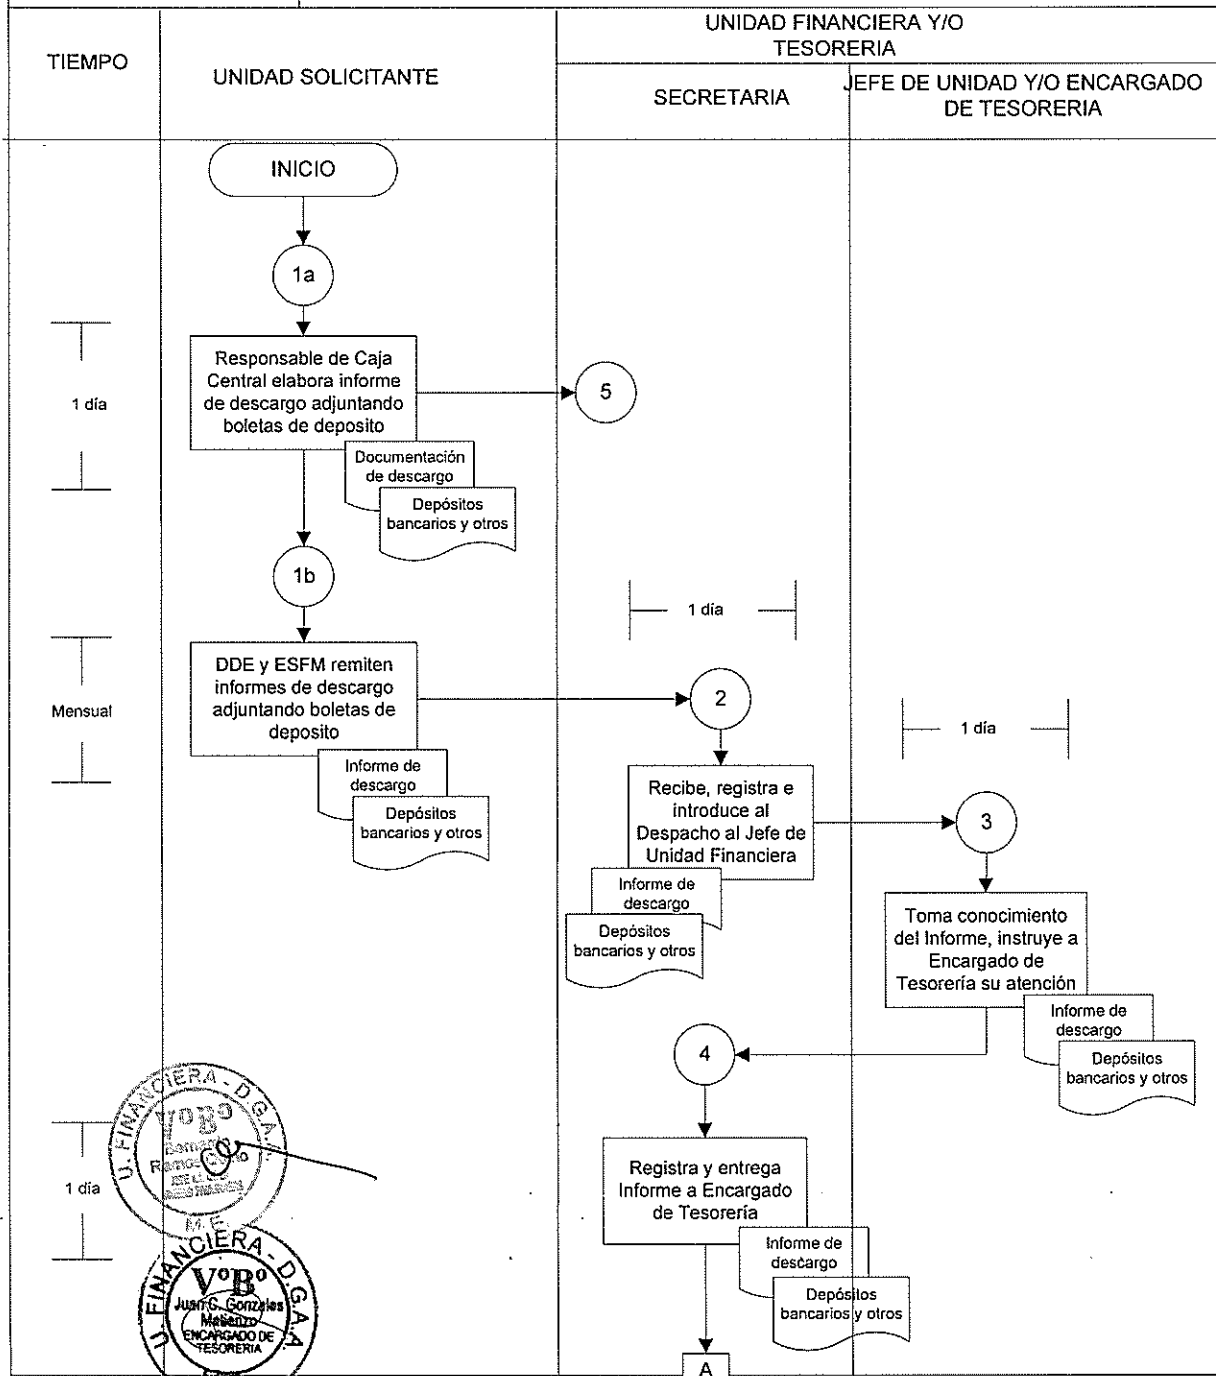 TIEMPO
UNIDAD SOLICITANTE
UNIDAD FINANCIERA Y/O
TESORERIA
SECRETARIA
JEFE DE UNIDAD Y/O ENCARGADO
DE TESORERIA
INICIO
1a
1 día
Responsable de Caja
Central elabora informe
de descargo adjuntando
boletas de deposito
5
Documentación
de descargo
Depósitos
bancarios y otros
1b
1 día
Mensual
DDE y ESFM remiten
informes de descargo
adjuntando boletas de
deposito
2
1 día
Informe de
descargo
Depósitos
bancarios y otros
Recibe, registra e
introduce al
Despacho al Jefe de
Unidad Financiera
3
Informe de
descargo
Depósitos
bancarios y otros
Toma conocimiento
del Informe, instruye a
Encargado de
Tesorería su atención
Informe de
descargo
Depósitos
bancarios y otros
4
1 día
Registra y entrega
Informe a Encargado
de Tesorería
Informe de
descargo
Depósitos
bancarios y otros
A
U. FINANCIERA - D.G.A.A.
VºBº
M.E.
U. FINANCIERA - D.G.A.A.
VºBº
Juan C. Gonzales
Matienzo
ENCARGADO DE
TESORERIA